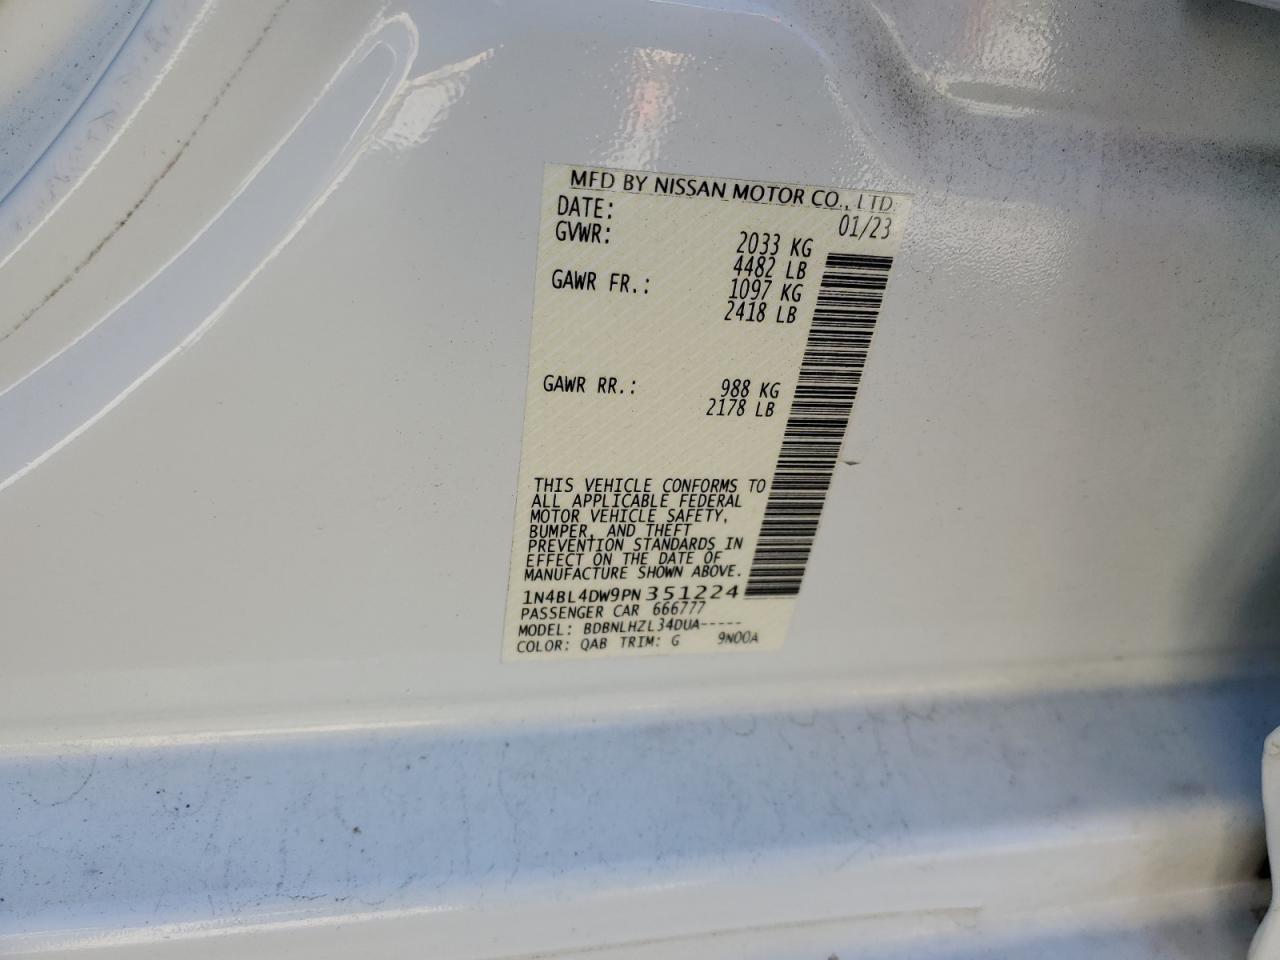 MFD BY NISSAN MOTOR CO., LTD.
DATE: 01/23
GVWR: 2033 KG
4482 LB
GAWR FR.: 1097 KG
2418 LB
GAWR RR.: 988 KG
2178 LB
THIS VEHICLE CONFORMS TO
ALL APPLICABLE FEDERAL
MOTOR VEHICLE SAFETY,
BUMPER, AND THEFT
PREVENTION STANDARDS IN
EFFECT ON THE DATE OF
MANUFACTURE SHOWN ABOVE.
1N4BL4DW9PN351224
PASSENGER CAR 666777
MODEL: BDBNLHZL34DUA-----
COLOR: QAB TRIM: G 9N00A